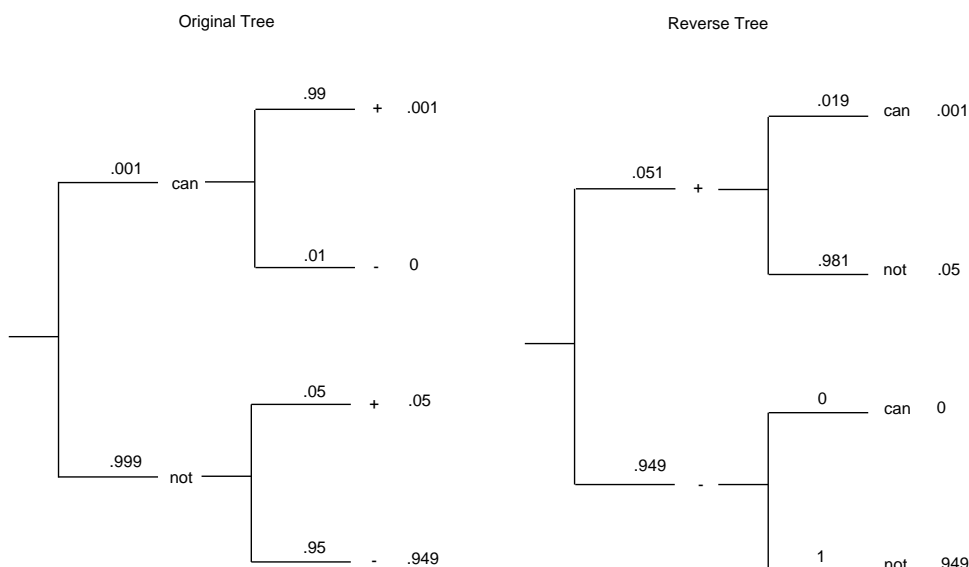 Original Tree
Reverse Tree
.99
+ .001
.001
can
.01
- 0
.05
+ .05
.999
not
.95
- .949
.019
can .001
.051
+
.981
not .05
0
can 0
.949
-
1
not .949